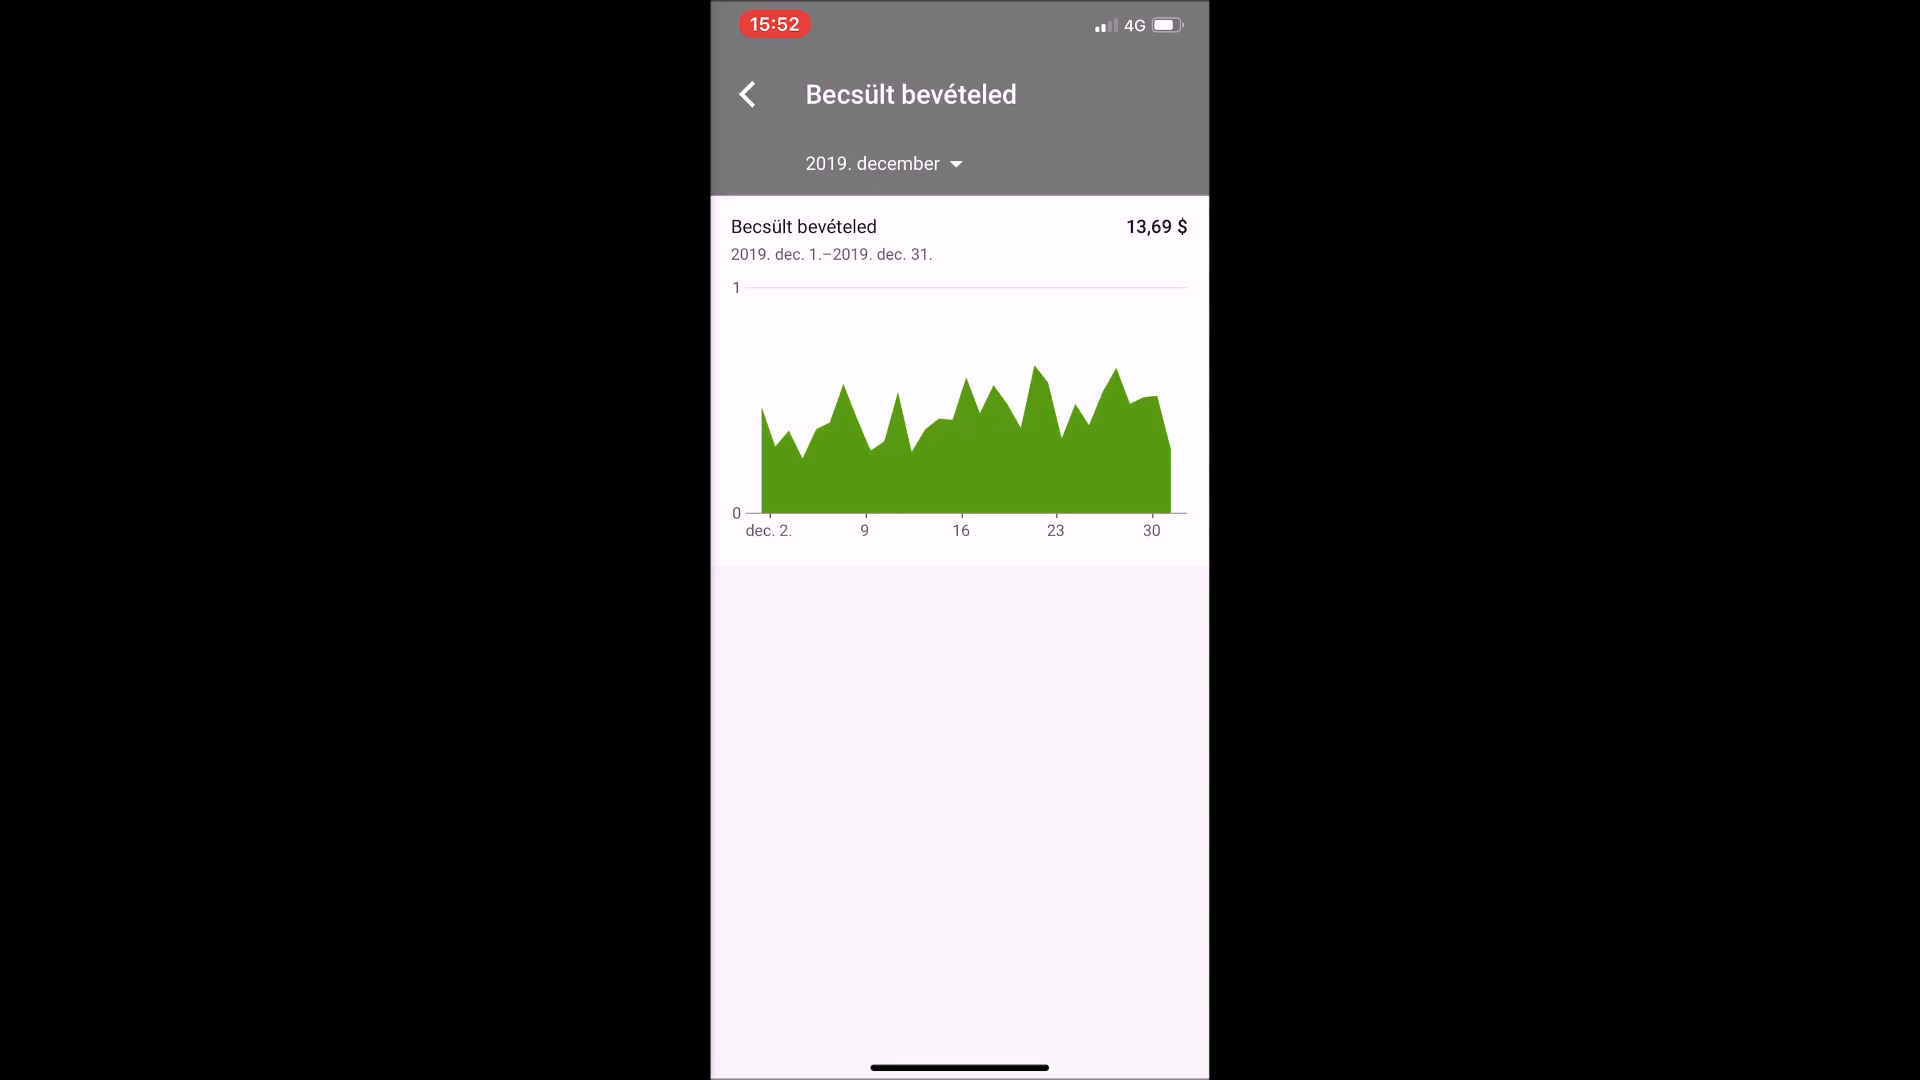 15:52
4G
Becsült bevételed
2019. december
Becsült bevételed
13,69 $
2019. dec. 1.–2019. dec. 31.
1
0
dec. 2.
9
16
23
30